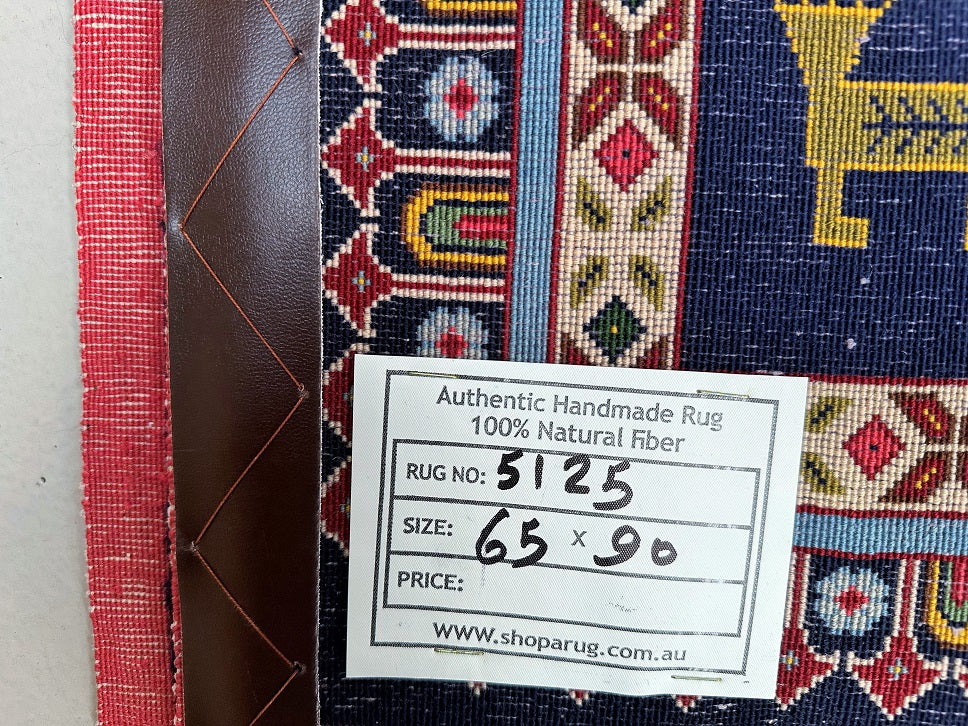 Authentic Handmade Rug
100% Natural Fiber
RUG NO: 5125
SIZE: 65 x 90
PRICE:
WWW.shoparug.com.au